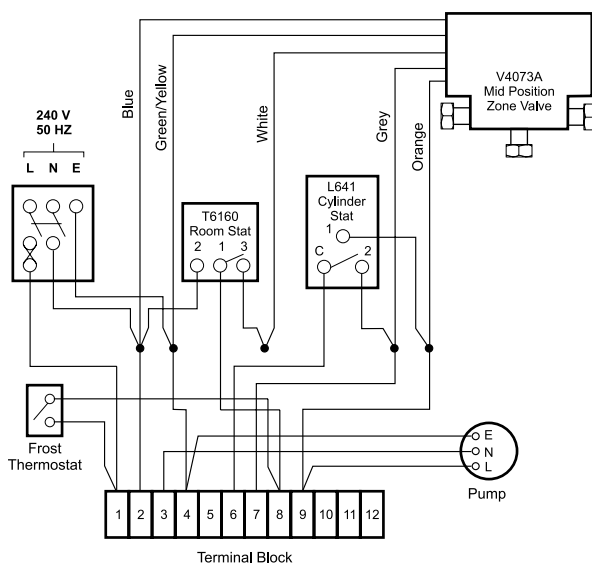 V4073A
Mid Position
Zone Valve
Blue
Green/Yellow
White
Grey
Orange
240 V
50 HZ
L N E
T6160
Room Stat
2 1 3
L641
Cylinder
Stat
1
C 2
Frost
Thermostat
E
N
L
Pump
1 2 3 4 5 6 7 8 9 10 11 12
Terminal Block